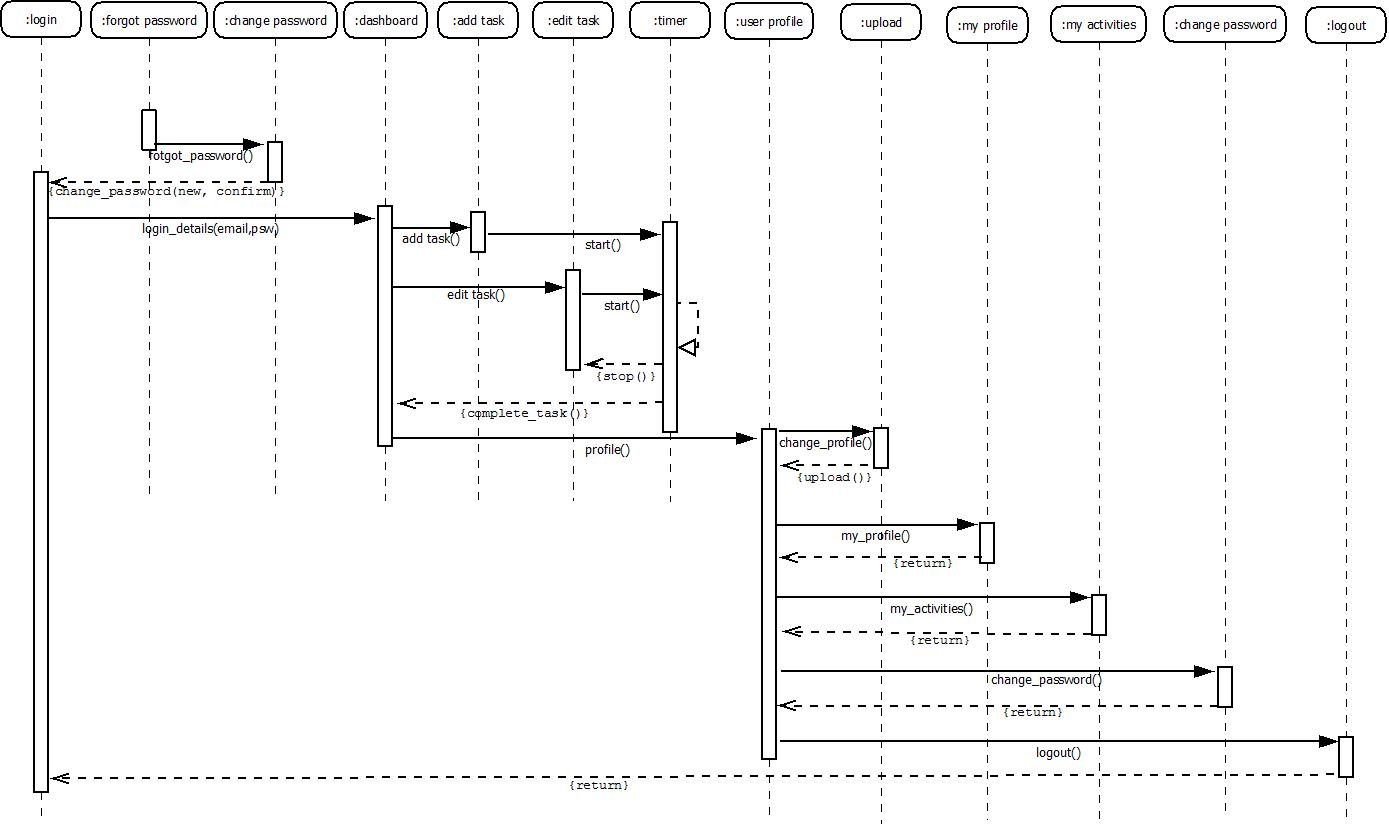 :login
:forgot password
:change password
:dashboard
:add task
:edit task
:timer
:user profile
:upload
:my profile
:my activities
:change password
:logout
fotgot_password()
{change_password(new, confirm)}
login_details(email,psw)
add task()
start()
edit task()
start()
{stop()}
{complete_task()}
profile()
change_profile()
{upload()}
my_profile()
{return}
my_activities()
{return}
change_password()
{return}
logout()
{return}